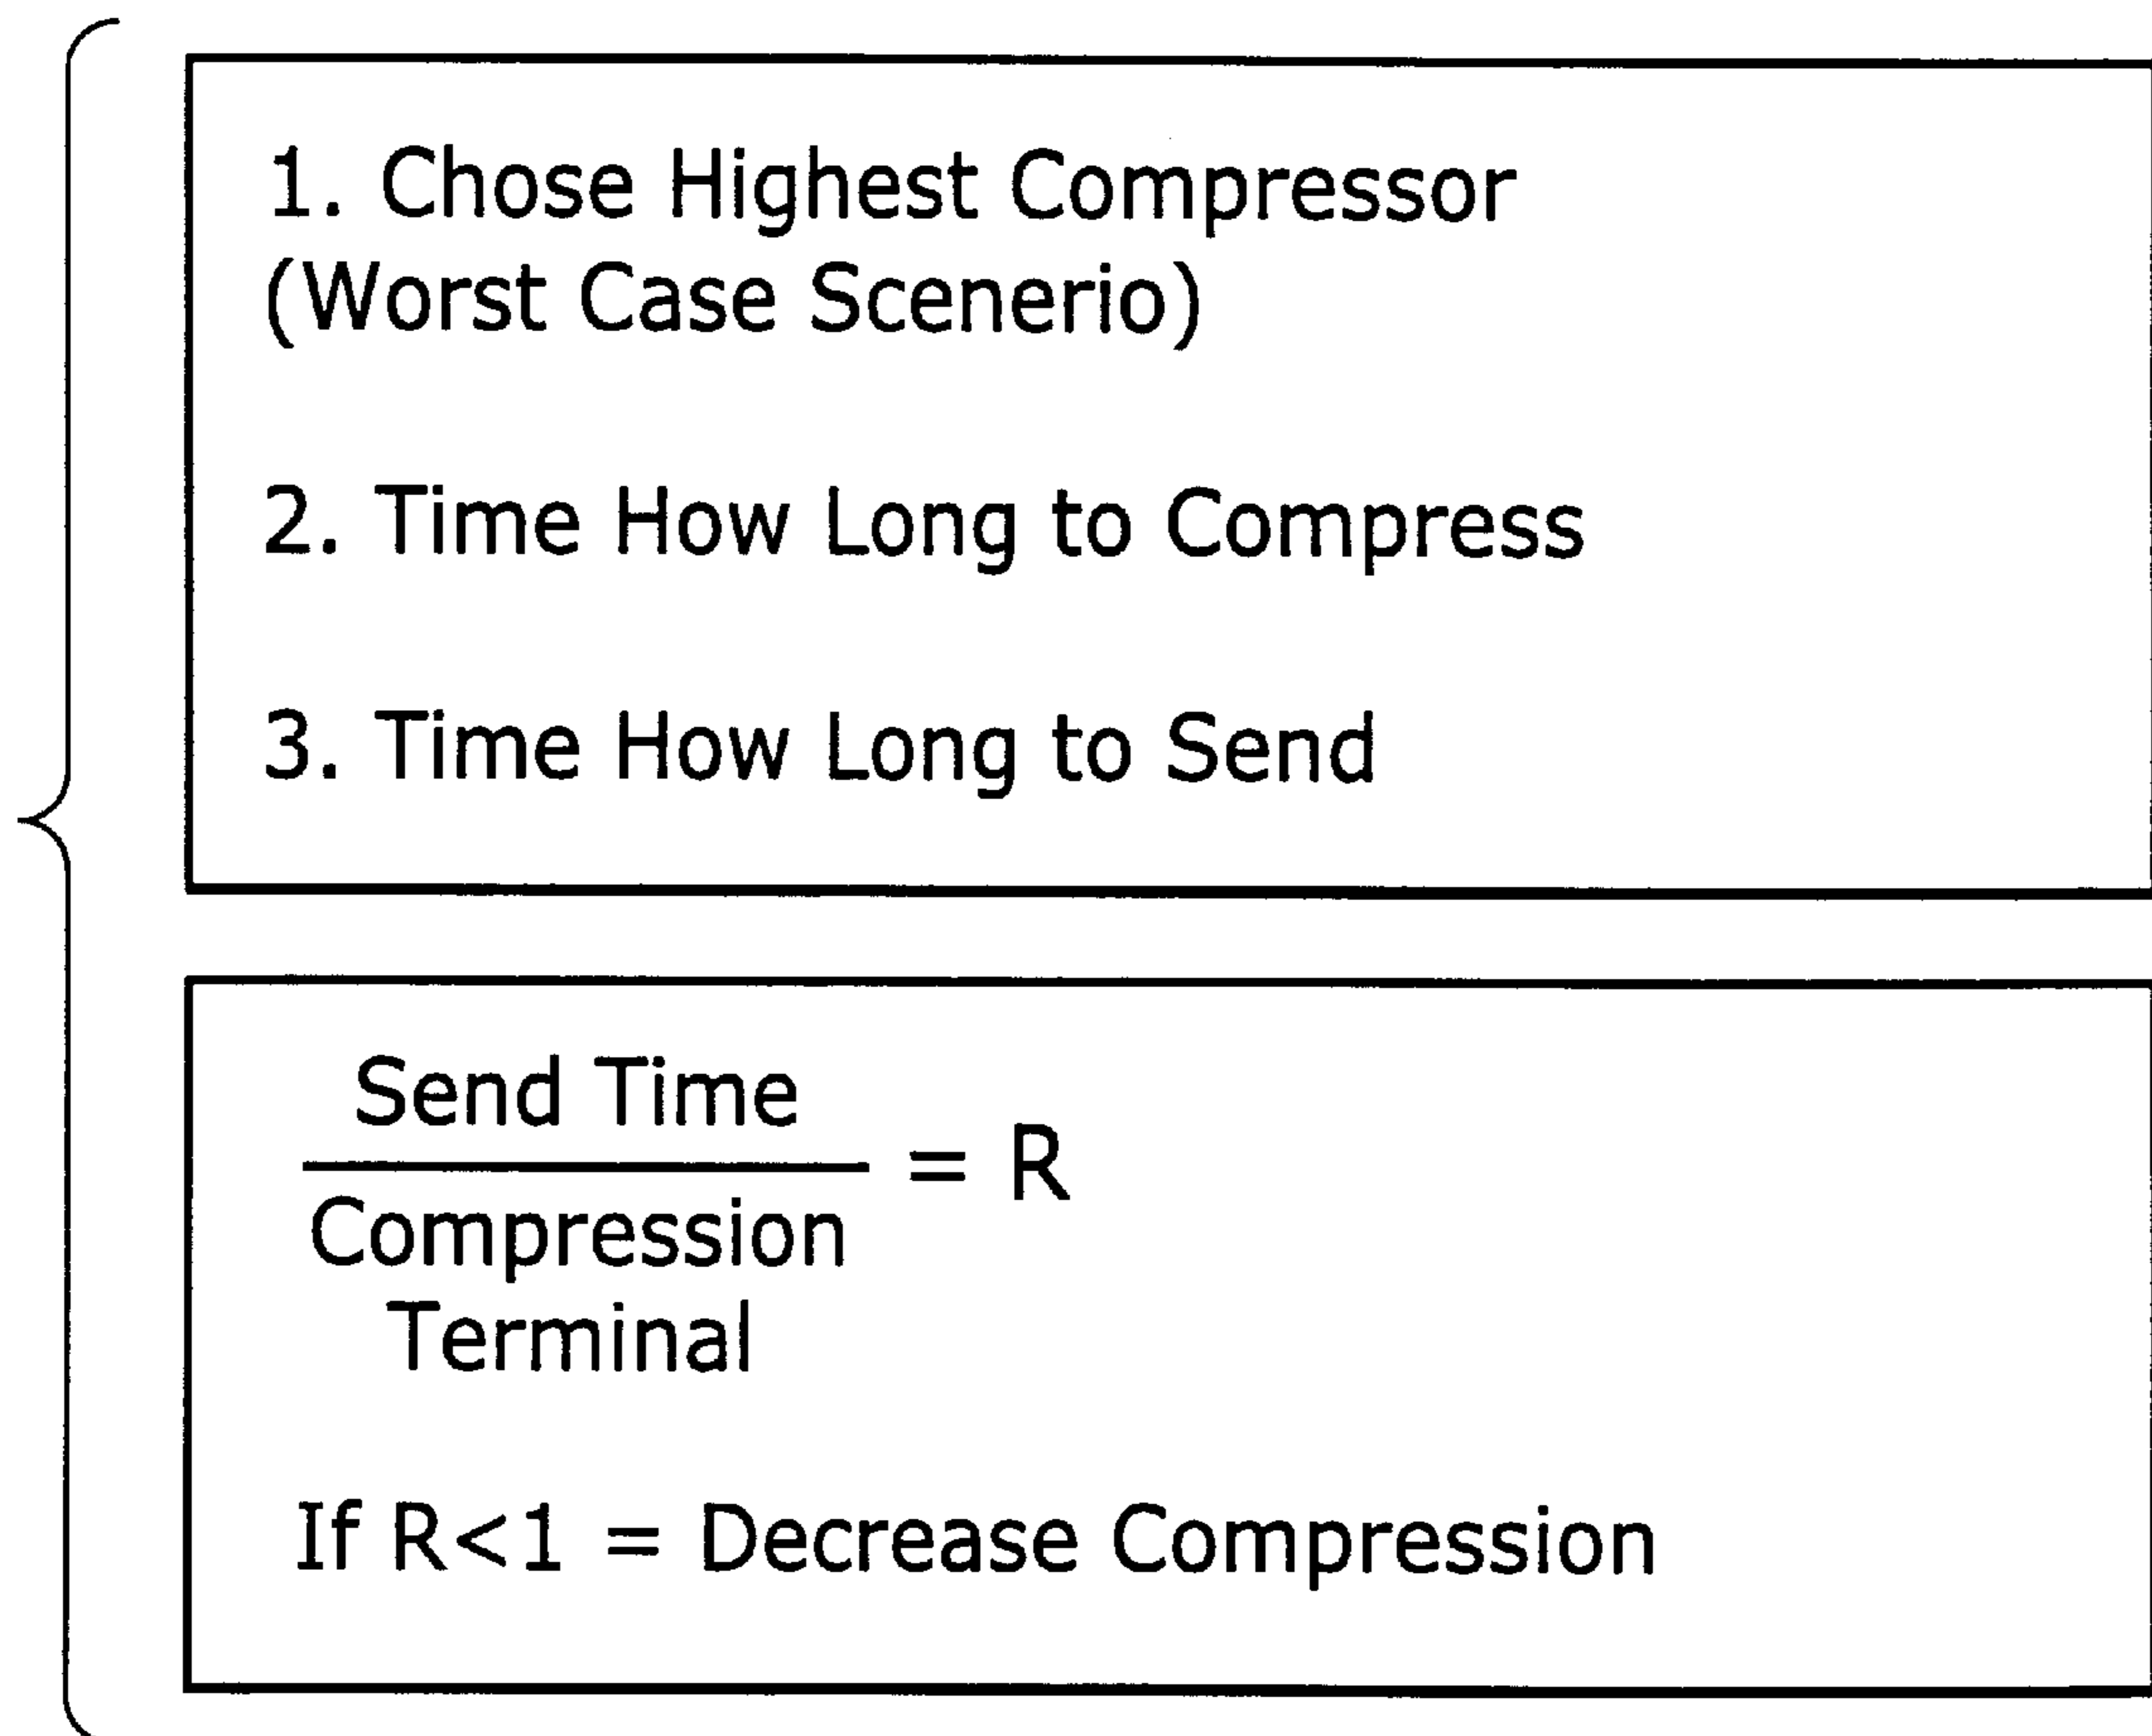 1. Chose Highest Compressor
(Worst Case Scenerio)
2. Time How Long to Compress
3. Time How Long to Send
Send Time
= R
Compression
Terminal
If R<1 = Decrease Compression